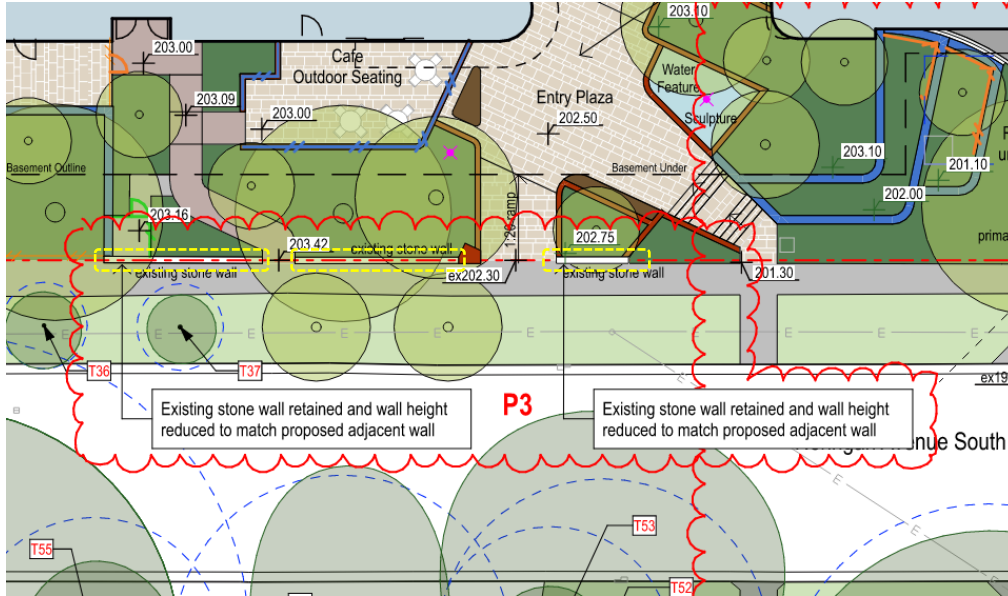 203.10
203.00
Cafe
Outdoor Seating
Water
Feature
203.09
203.00
Entry Plaza
202.50
Sculpture
Basement Outline
Basement Under
203.10
201.10
202.00
203.16
1:20 ramp
203.42
existing stone wall
202.75
prima
existing stone wall
ex202.30
existing stone wall
201.30
E
E
E
E
E
E
E
T36
T37
ex19
Existing stone wall retained and wall height
reduced to match proposed adjacent wall
P3
Existing stone wall retained and wall height
reduced to match proposed adjacent wall
enue South
E
E
T53
T55
T52